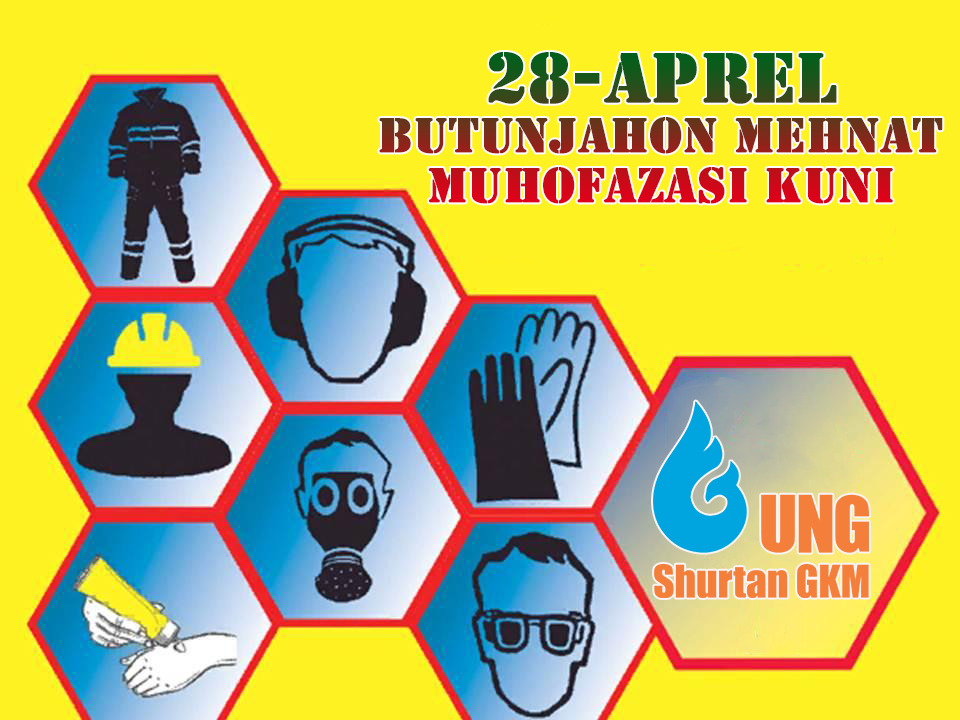 28-APREL
BUTUNJAHON MEHNAT
MUHOFAZASI KUNI
UNG
Shurtan GKM